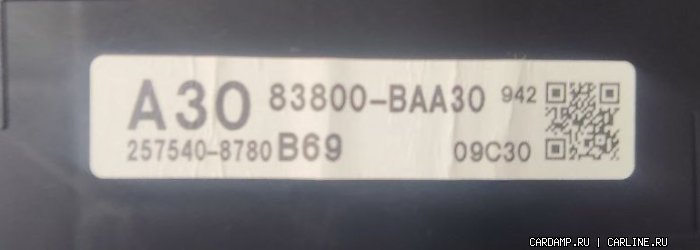 A30 83800-BAA30 942
257540-8780 B69 09C30
CARDAMP.RU | CARLINE.RU